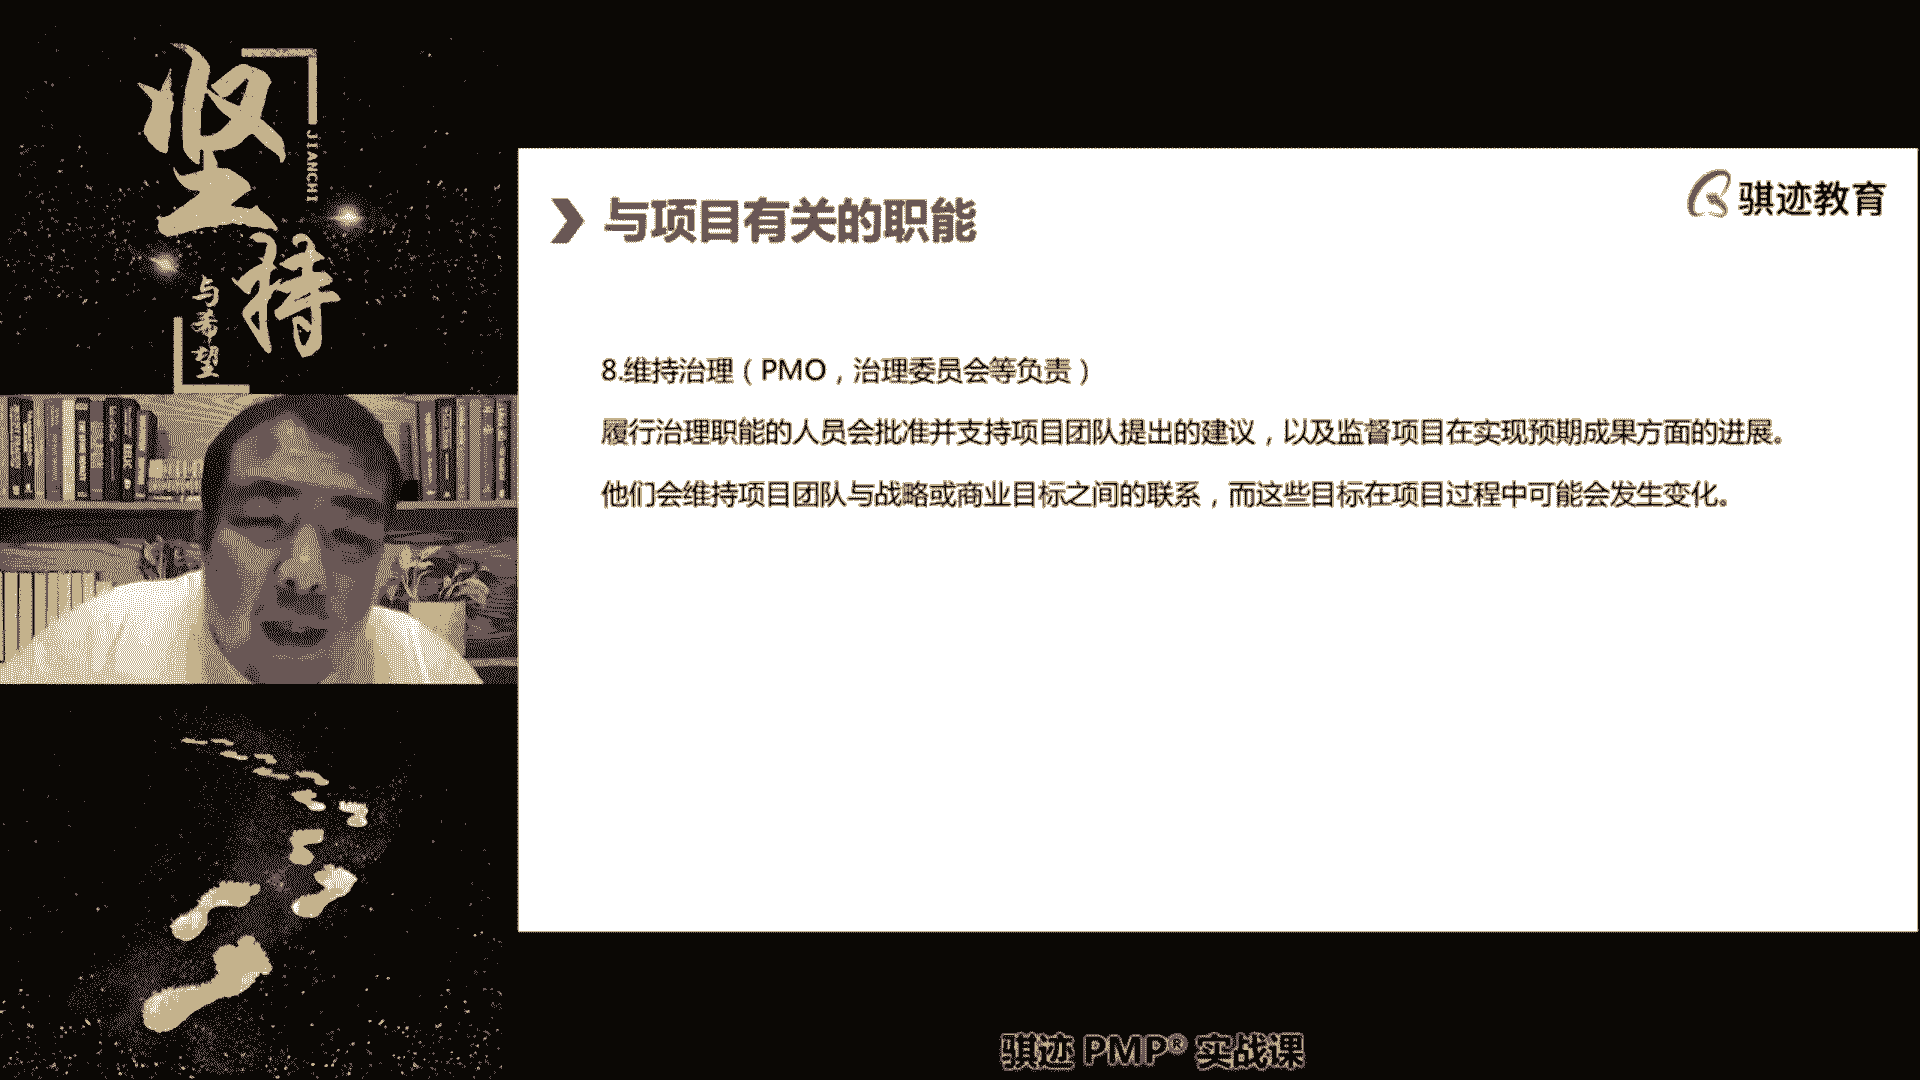 坚持
JIANCHI
与希望
与项目有关的职能
骐迹教育
8.维持治理（PMO，治理委员会等负责）
履行治理职能的人员会批准并支持项目团队提出的建议，以及监督项目在实现预期成果方面的进展。
他们会维持项目团队与战略或商业目标之间的联系，而这些目标在项目过程中可能会发生变化。
骐迹 PMP® 实战课